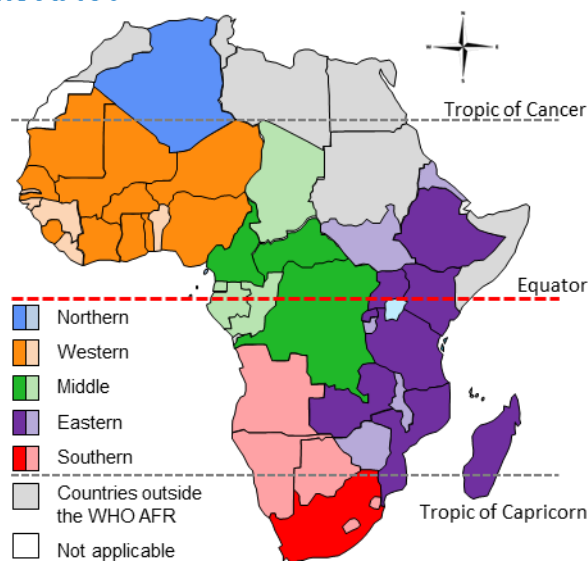 Tropic of Cancer
Equator
Northern
Western
Middle
Eastern
Southern
Countries outside
the WHO AFR
Not applicable
Tropic of Capricorn